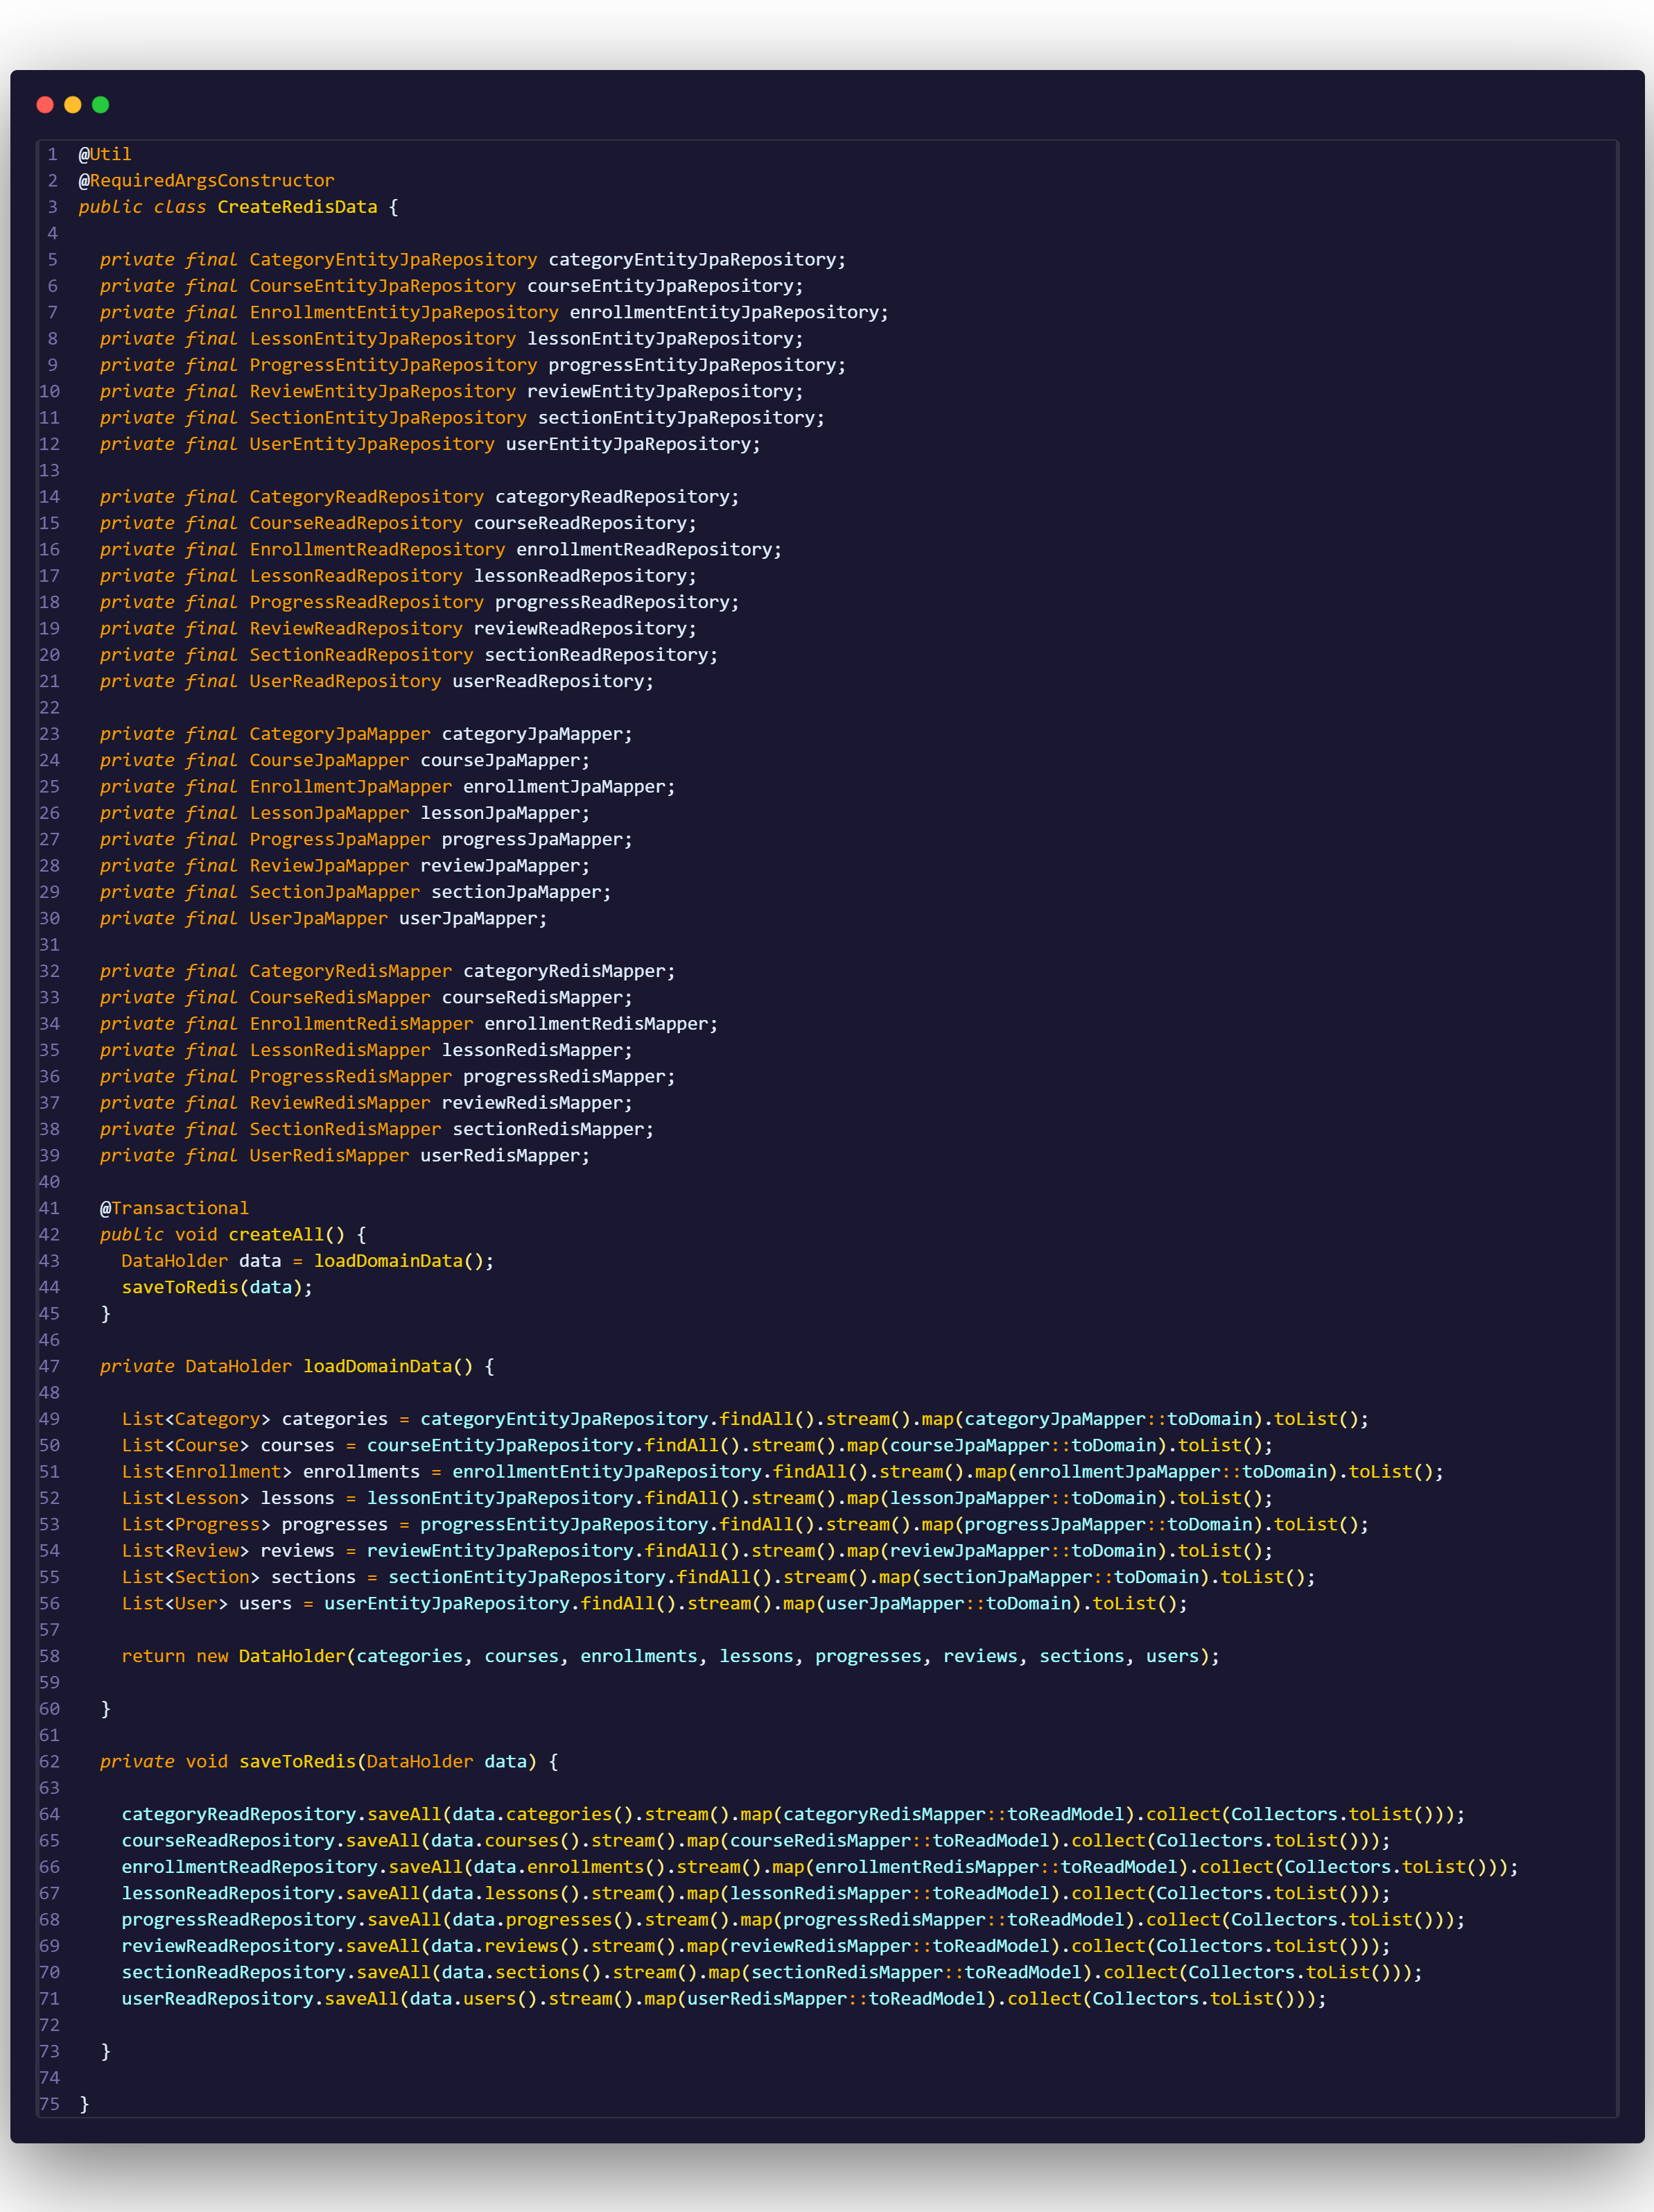 1 @Util
2 @RequiredArgsConstructor
3 public class CreateRedisData {
4
5 private final CategoryEntityJpaRepository categoryEntityJpaRepository;
6 private final CourseEntityJpaRepository courseEntityJpaRepository;
7 private final EnrollmentEntityJpaRepository enrollmentEntityJpaRepository;
8 private final LessonEntityJpaRepository lessonEntityJpaRepository;
9 private final ProgressEntityJpaRepository progressEntityJpaRepository;
10 private final ReviewEntityJpaRepository reviewEntityJpaRepository;
11 private final SectionEntityJpaRepository sectionEntityJpaRepository;
12 private final UserEntityJpaRepository userEntityJpaRepository;
13
14 private final CategoryReadRepository categoryReadRepository;
15 private final CourseReadRepository courseReadRepository;
16 private final EnrollmentReadRepository enrollmentReadRepository;
17 private final LessonReadRepository lessonReadRepository;
18 private final ProgressReadRepository progressReadRepository;
19 private final ReviewReadRepository reviewReadRepository;
20 private final SectionReadRepository sectionReadRepository;
21 private final UserReadRepository userReadRepository;
22
23 private final CategoryJpaMapper categoryJpaMapper;
24 private final CourseJpaMapper courseJpaMapper;
25 private final EnrollmentJpaMapper enrollmentJpaMapper;
26 private final LessonJpaMapper lessonJpaMapper;
27 private final ProgressJpaMapper progressJpaMapper;
28 private final ReviewJpaMapper reviewJpaMapper;
29 private final SectionJpaMapper sectionJpaMapper;
30 private final UserJpaMapper userJpaMapper;
31
32 private final CategoryRedisMapper categoryRedisMapper;
33 private final CourseRedisMapper courseRedisMapper;
34 private final EnrollmentRedisMapper enrollmentRedisMapper;
35 private final LessonRedisMapper lessonRedisMapper;
36 private final ProgressRedisMapper progressRedisMapper;
37 private final ReviewRedisMapper reviewRedisMapper;
38 private final SectionRedisMapper sectionRedisMapper;
39 private final UserRedisMapper userRedisMapper;
40
41 @Transactional
42 public void createAll() {
43 DataHolder data = loadDomainData();
44 saveToRedis(data);
45 }
46
47 private DataHolder loadDomainData() {
48
49 List<Category> categories = categoryEntityJpaRepository.findAll().stream().map(categoryJpaMapper::toDomain).toList();
50 List<Course> courses = courseEntityJpaRepository.findAll().stream().map(courseJpaMapper::toDomain).toList();
51 List<Enrollment> enrollments = enrollmentEntityJpaRepository.findAll().stream().map(enrollmentJpaMapper::toDomain).toList();
52 List<Lesson> lessons = lessonEntityJpaRepository.findAll().stream().map(lessonJpaMapper::toDomain).toList();
53 List<Progress> progresses = progressEntityJpaRepository.findAll().stream().map(progressJpaMapper::toDomain).toList();
54 List<Review> reviews = reviewEntityJpaRepository.findAll().stream().map(reviewJpaMapper::toDomain).toList();
55 List<Section> sections = sectionEntityJpaRepository.findAll().stream().map(sectionJpaMapper::toDomain).toList();
56 List<User> users = userEntityJpaRepository.findAll().stream().map(userJpaMapper::toDomain).toList();
57
58 return new DataHolder(categories, courses, enrollments, lessons, progresses, reviews, sections, users);
59
60 }
61
62 private void saveToRedis(DataHolder data) {
63
64 categoryReadRepository.saveAll(data.categories().stream().map(categoryRedisMapper::toReadModel).collect(Collectors.toList()));
65 courseReadRepository.saveAll(data.courses().stream().map(courseRedisMapper::toReadModel).collect(Collectors.toList()));
66 enrollmentReadRepository.saveAll(data.enrollments().stream().map(enrollmentRedisMapper::toReadModel).collect(Collectors.toList()));
67 lessonReadRepository.saveAll(data.lessons().stream().map(lessonRedisMapper::toReadModel).collect(Collectors.toList()));
68 progressReadRepository.saveAll(data.progresses().stream().map(progressRedisMapper::toReadModel).collect(Collectors.toList()));
69 reviewReadRepository.saveAll(data.reviews().stream().map(reviewRedisMapper::toReadModel).collect(Collectors.toList()));
70 sectionReadRepository.saveAll(data.sections().stream().map(sectionRedisMapper::toReadModel).collect(Collectors.toList()));
71 userReadRepository.saveAll(data.users().stream().map(userRedisMapper::toReadModel).collect(Collectors.toList()));
72
73 }
74
75 }